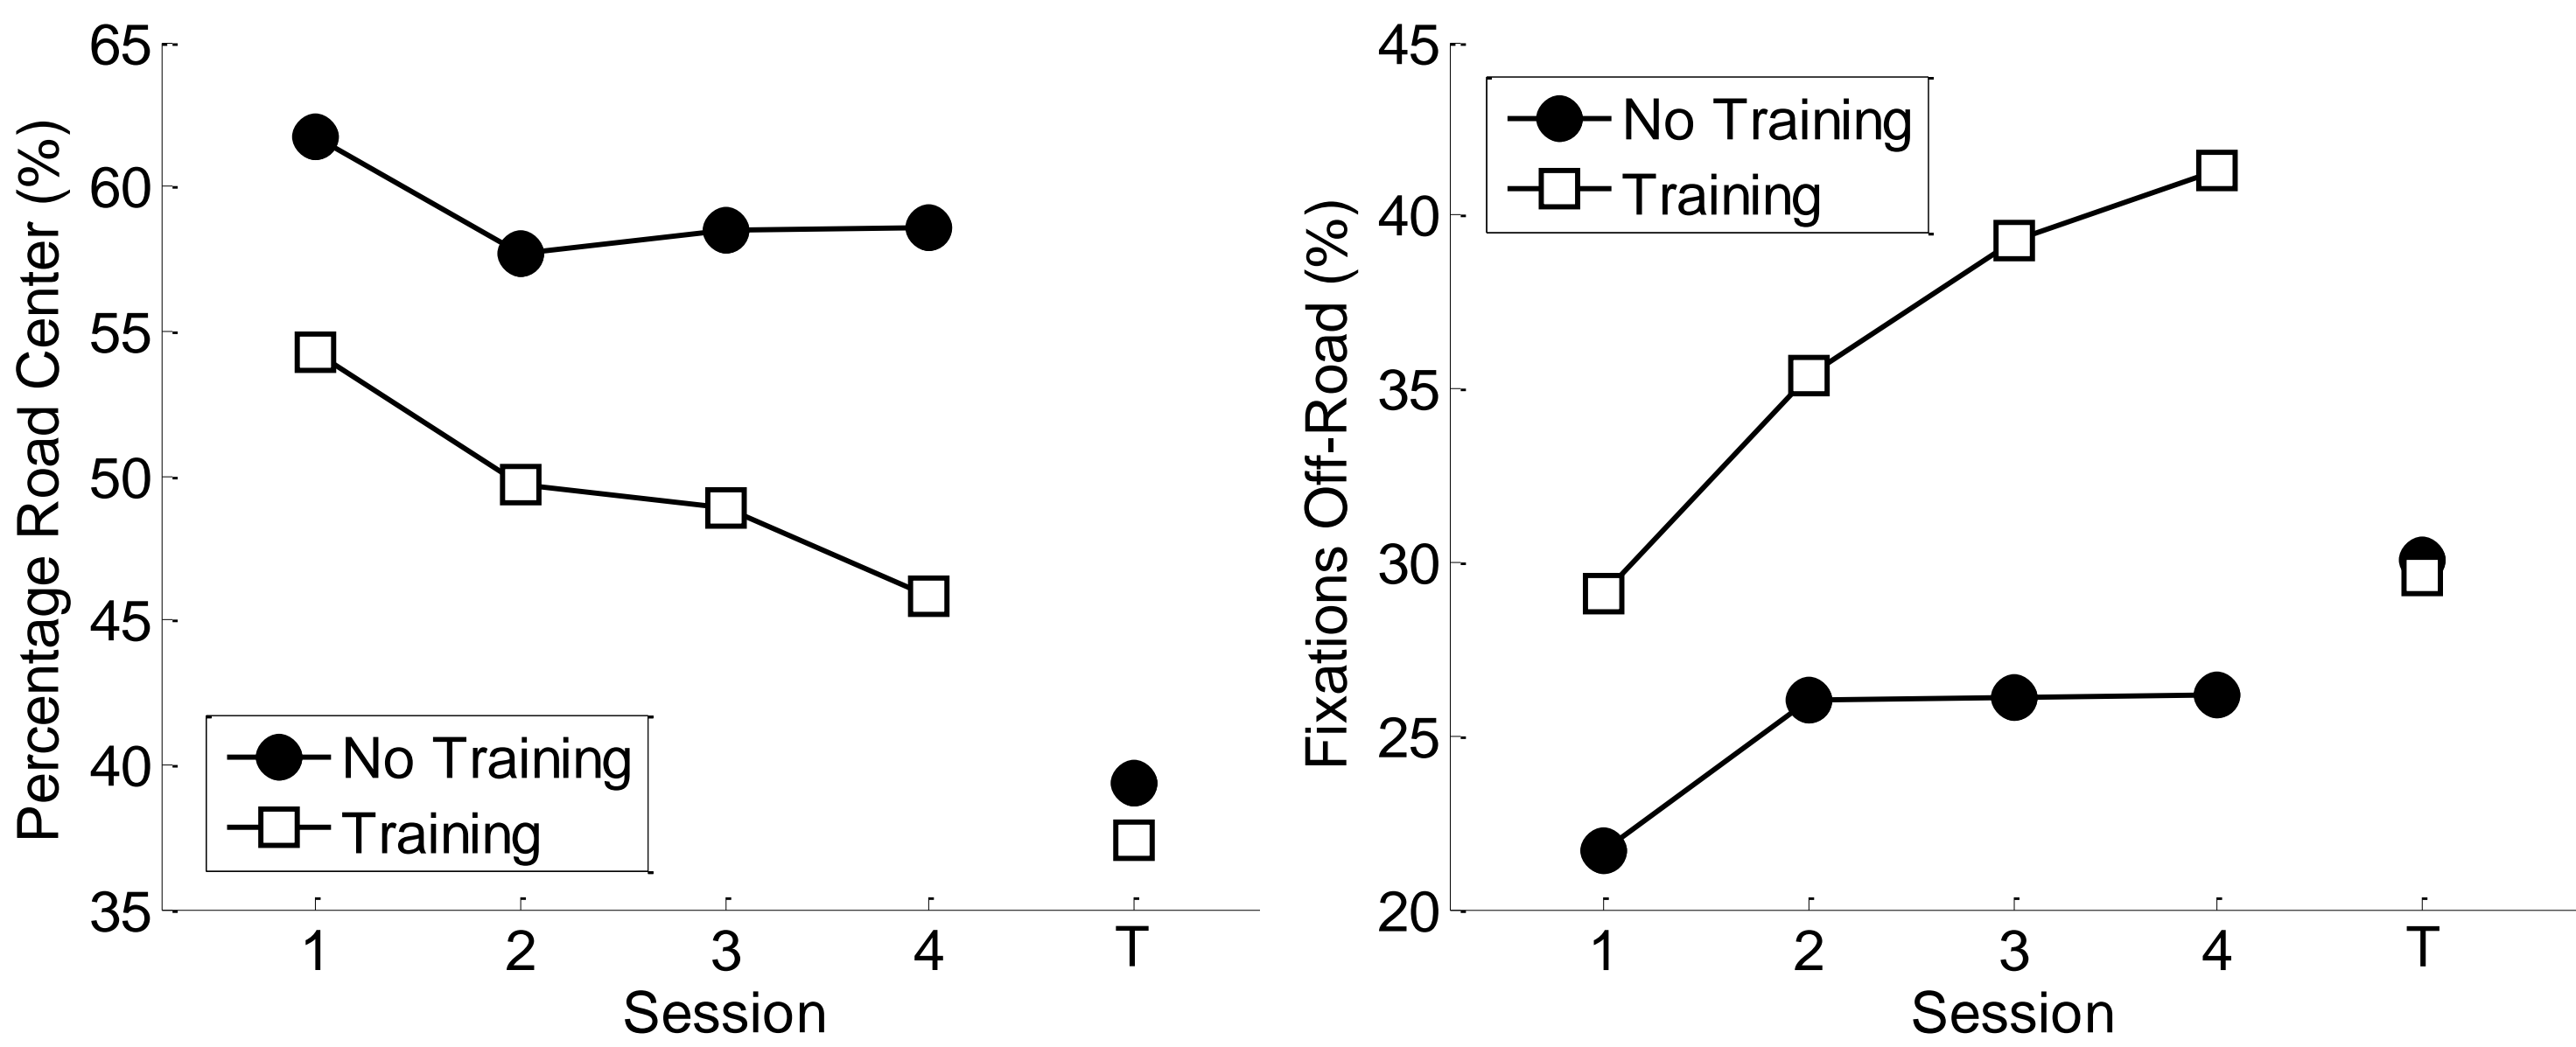 Percentage Road Center (%)
65
60
55
50
45
40
35
No Training
Training
1 2 3 4 T
Session
Fixations Off-Road (%)
45
40
35
30
25
20
No Training
Training
1 2 3 4 T
Session